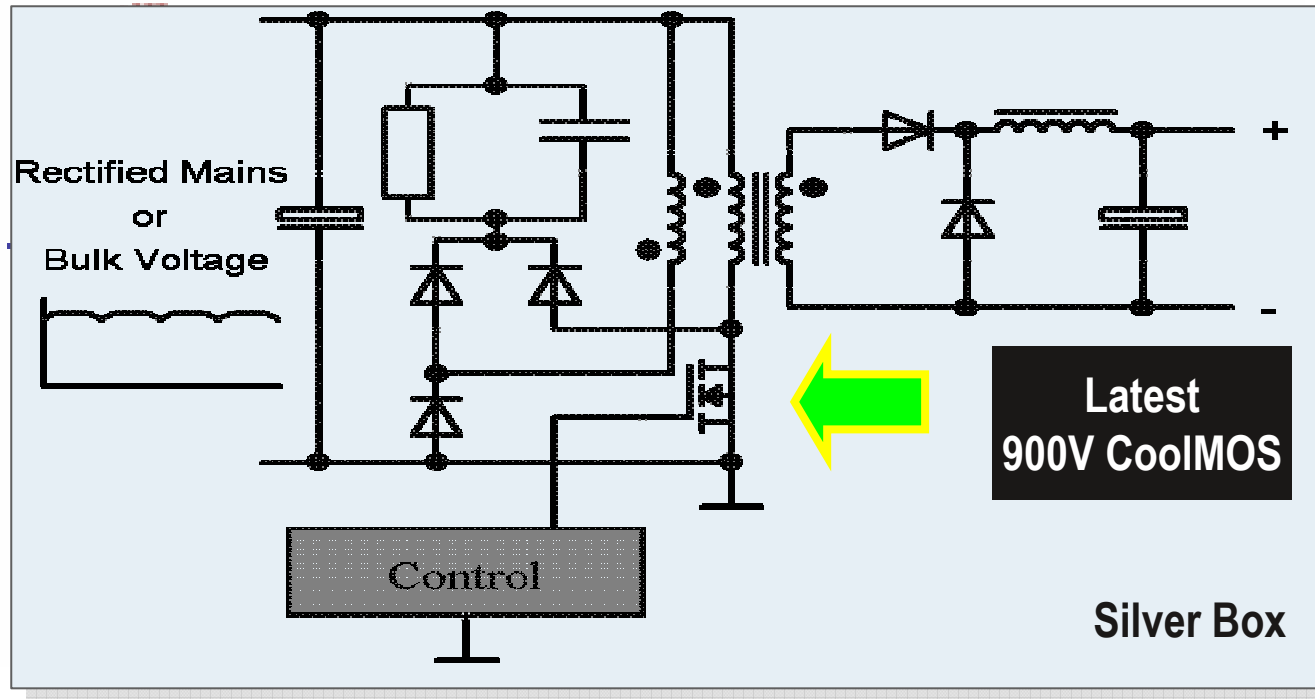 Rectified Mains
or
Bulk Voltage
+
-
Latest
900V CoolMOS
Control
Silver Box